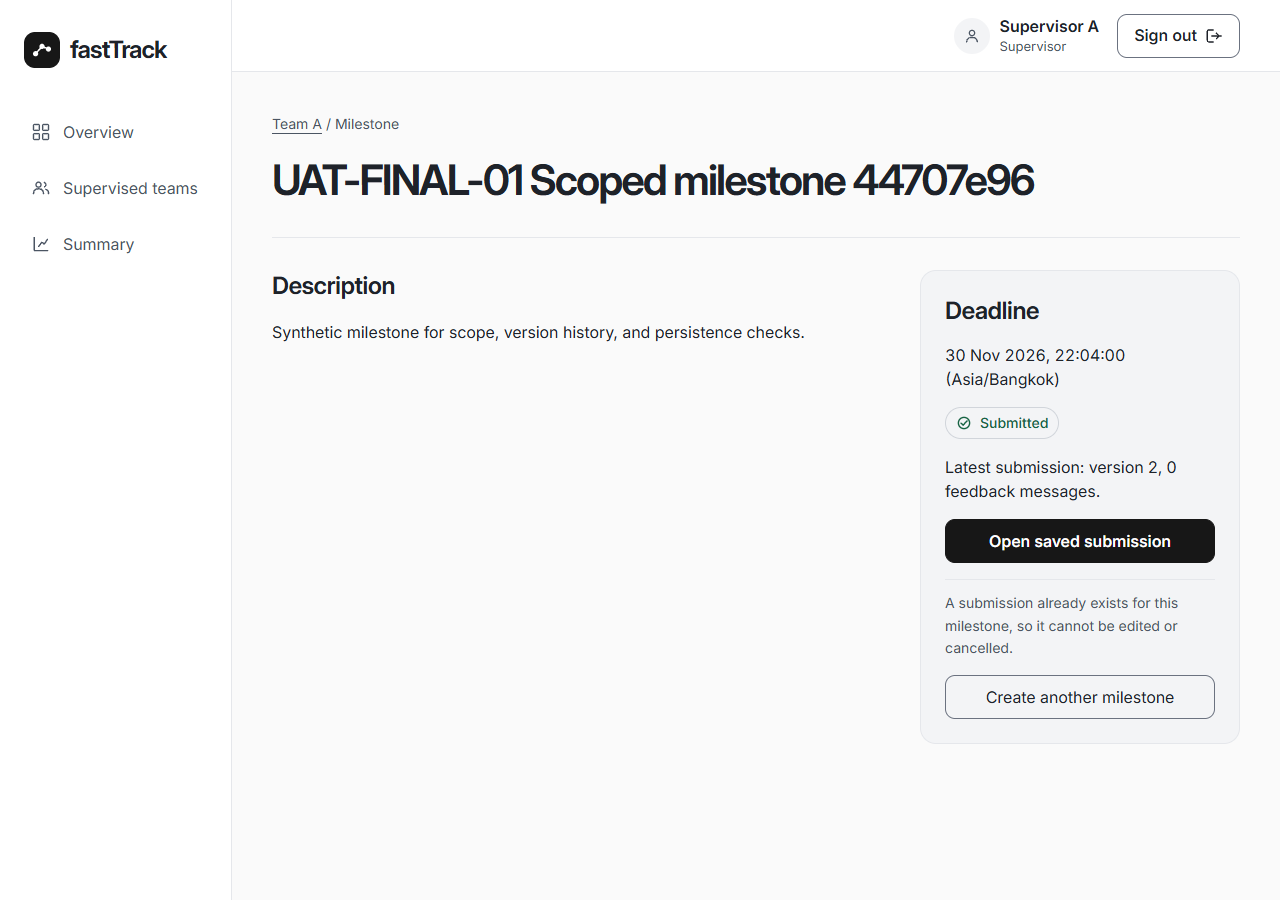 fastTrack
Supervisor A
Supervisor
Sign out
Overview
Supervised teams
Summary
Team A / Milestone
UAT-FINAL-01 Scoped milestone 44707e96
Description
Synthetic milestone for scope, version history, and persistence checks.
Deadline
30 Nov 2026, 22:04:00
(Asia/Bangkok)
Submitted
Latest submission: version 2, 0
feedback messages.
Open saved submission
A submission already exists for this
milestone, so it cannot be edited or
cancelled.
Create another milestone